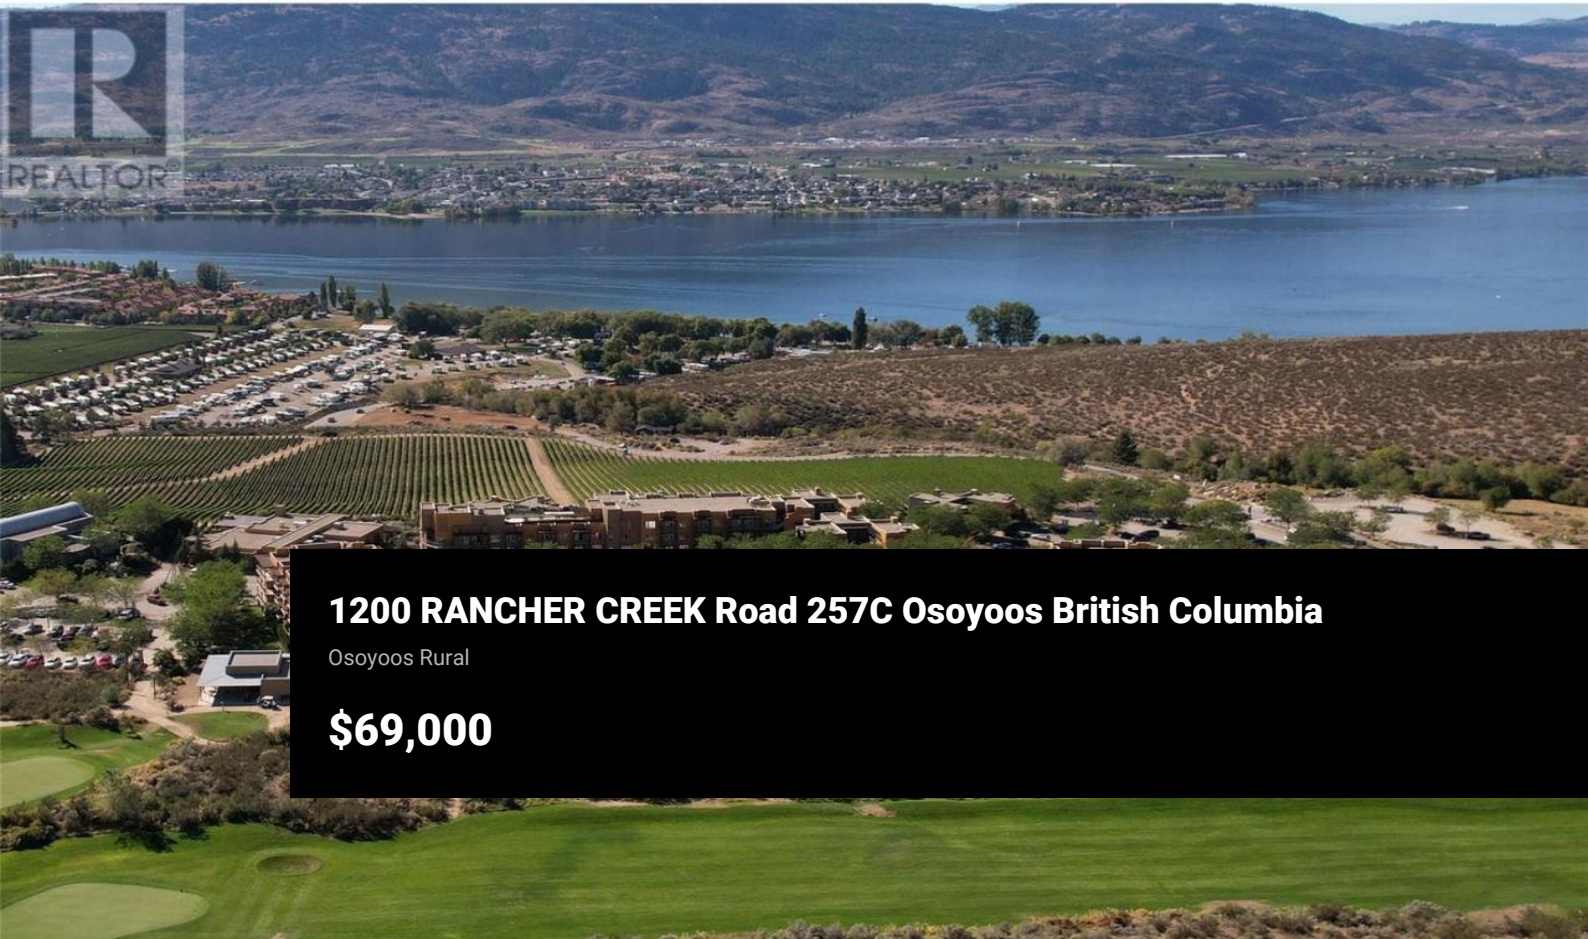 R
REALTOR®
1200 RANCHER CREEK Road 257C Osoyoos British Columbia
Osoyoos Rural
$69,000